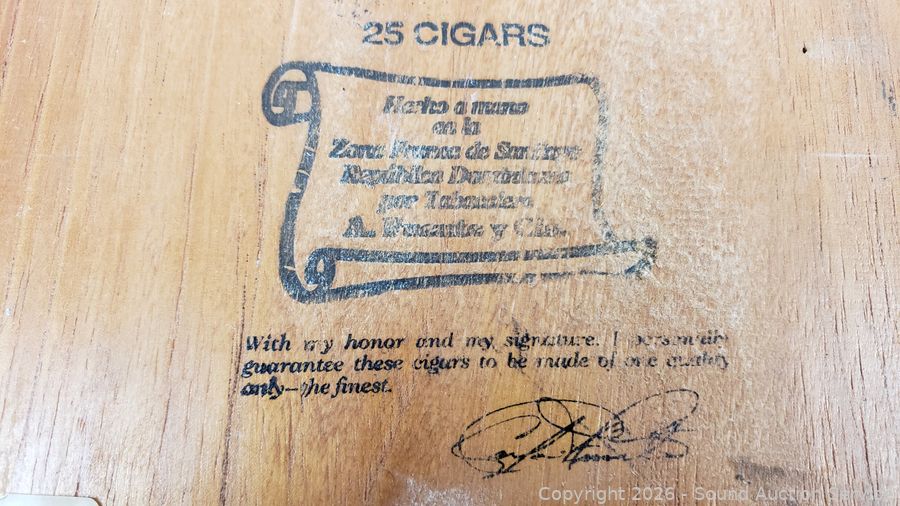 25 CIGARS
Hecho a mano
en la
Zona Franca de Santiago
República Dominicana
por Tabacalera
A. Fuente y Cia.
With my honor and my signature, I personally
guarantee these cigars to be made of one quality
only—the finest.
Copyright 2026 - Sound Auction Service